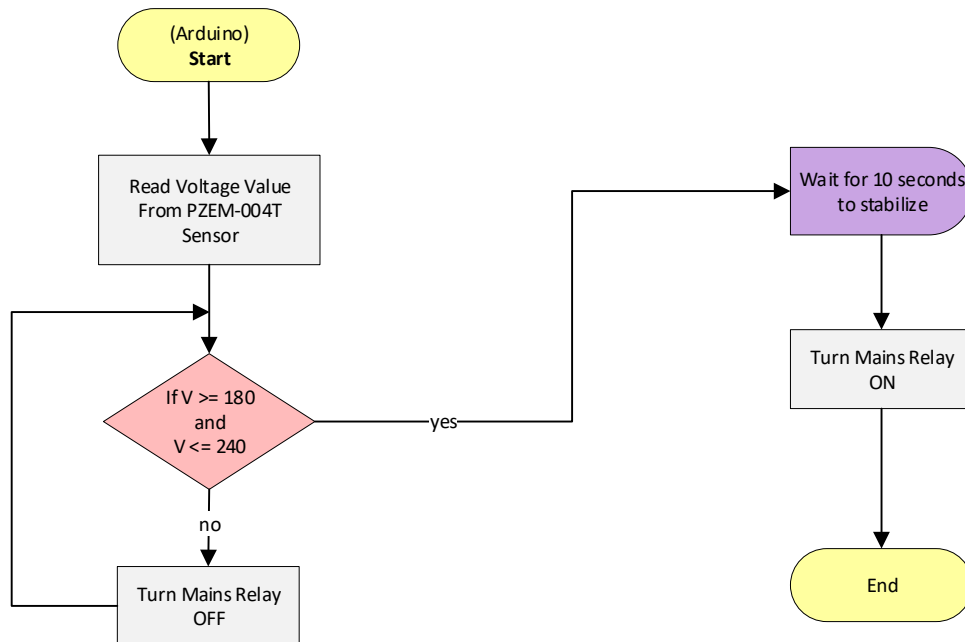 (Arduino)
Start
Read Voltage Value
From PZEM-004T
Sensor
If V >= 180
and
V <= 240
yes
no
Turn Mains Relay
OFF
Wait for 10 seconds
to stabilize
Turn Mains Relay
ON
End